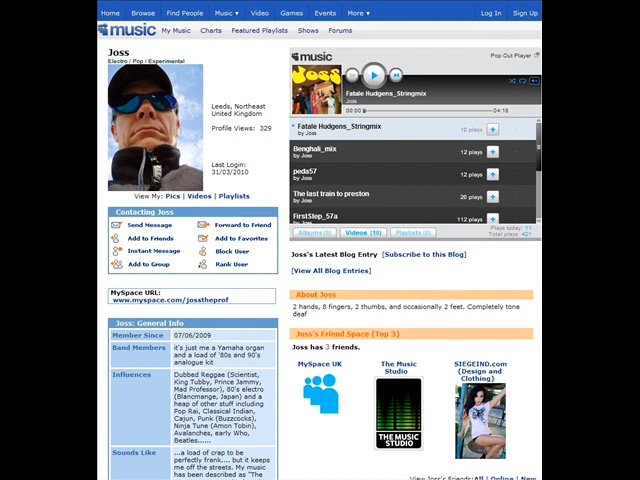 Home Browse Find People Music ▾ Video Games Events More ▾ Log In Sign Up
music My Music Charts Featured Playlists Shows Forums
Joss
Electro / Pop / Experimental
Leeds, Northeast
United Kingdom
Profile Views: 329
Last Login:
31/03/2010
View My: Pics | Videos | Playlists
Contacting Joss
Send Message Forward to Friend
Add to Friends Add to Favorites
Instant Message Block User
Add to Group Rank User
MySpace URL:
www.myspace.com/josstheprof
Joss: General Info
Member Since 07/06/2009
Band Members it's just me a Yamaha organ
and a load of '80s and 90's
analogue kit
Influences Dubbed Reggae (Scientist,
King Tubby, Prince Jammy,
Mad Professor), 80's electro
(Blancmange, Japan) and a
heap of other stuff including
Pop Rai, Classical Indian,
Cajun, Punk (Buzzcocks),
Ninja Tune (Amon Tobin),
Avalanches, early Who,
Beatles......
Sounds Like ...a load of crap to be
perfectly frank.... but it keeps
me off the streets. My music
has been described as "The
music Pop Out Player
JOSS
Fatale Hudgens_Stringmix
Joss
00:00 04:18
Fatale Hudgens_Stringmix
by Joss
10 plays
Benghali_mix
by Joss
12 plays
peda57
by Joss
12 plays
The last train to preston
by Joss
20 plays
FirstStep_57a
by Joss
112 plays
Albums (0) Videos (10) Playlists (0)
Plays today: 11
Total plays: 421
Joss's Latest Blog Entry [Subscribe to this Blog]
[View All Blog Entries]
About Joss
2 hands, 8 fingers, 2 thumbs, and occasionally 2 feet. Completely tone
deaf
Joss's Friend Space (Top 3)
Joss has 3 friends.
MySpace UK
The Music
Studio
THE MUSIC
STUDIO
SIEGEIND.com
{Design and
Clothing}
View Joss's Friends: All | Online | New